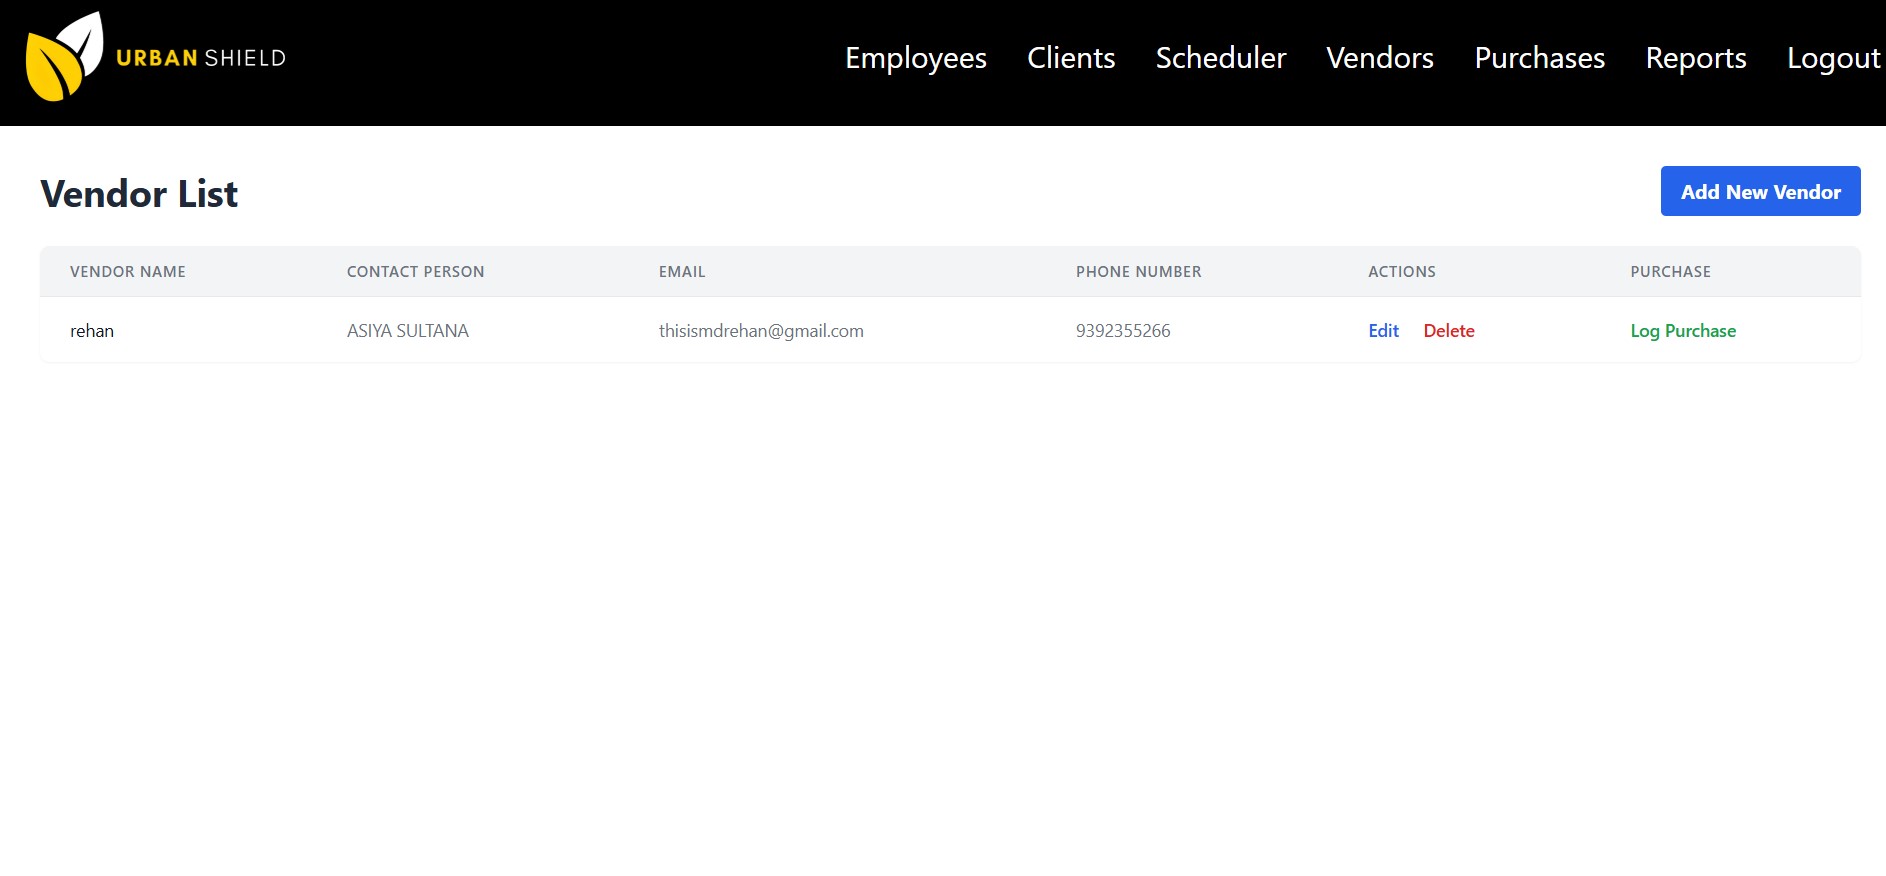 URBAN SHIELD
Employees Clients Scheduler Vendors Purchases Reports Logout
Vendor List
Add New Vendor
VENDOR NAME CONTACT PERSON EMAIL PHONE NUMBER ACTIONS PURCHASE
rehan ASIYA SULTANA thisismdrehan@gmail.com 9392355266 Edit Delete Log Purchase